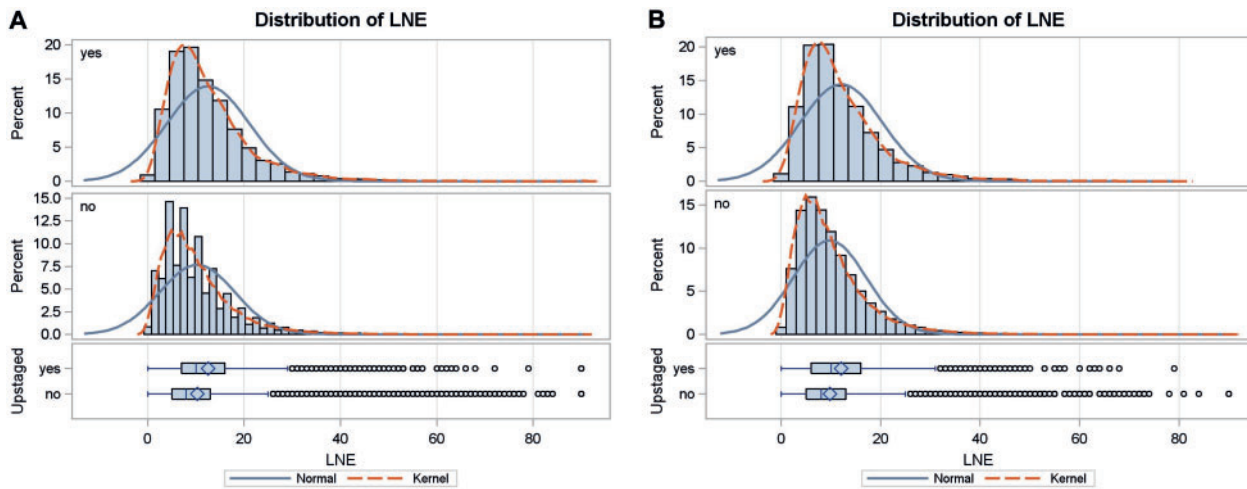 A
Distribution of LNE
yes
Percent
20
15
10
5
0
no
Percent
15.0
12.5
10.0
7.5
5.0
2.5
0.0
Upstaged
yes
no
0 20 40 60 80
LNE
Normal Kernel
B
Distribution of LNE
yes
Percent
20
15
10
5
0
no
Percent
15
10
5
0
Upstaged
yes
no
0 20 40 60 80
LNE
Normal Kernel